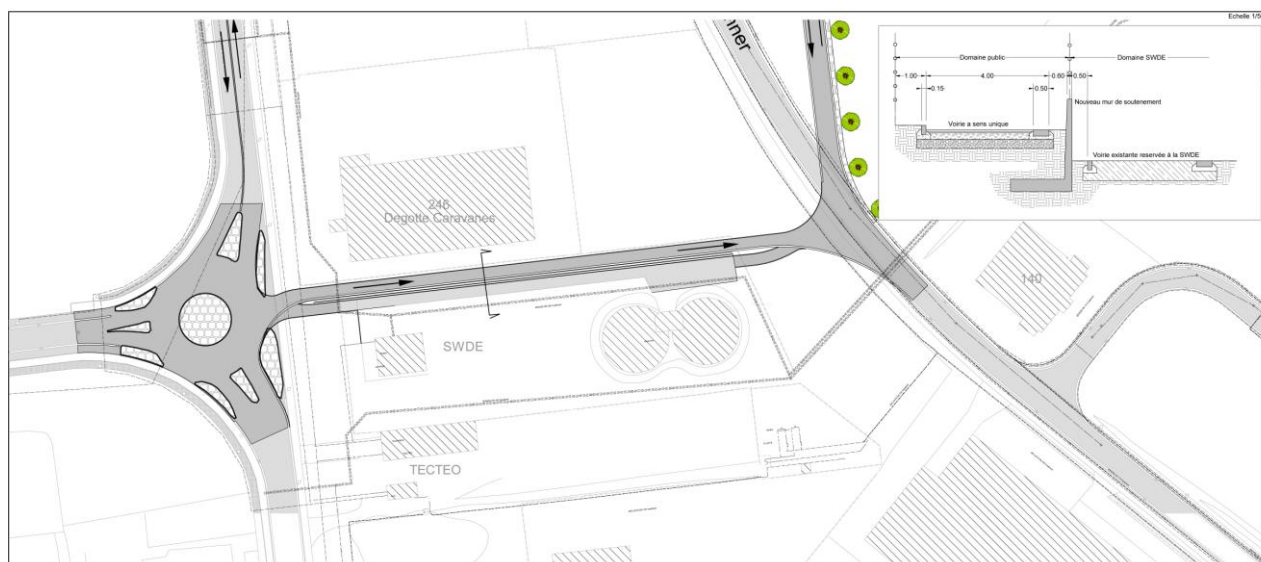 Echelle 1/5
nner
Domaine public
Domaine SWDE
1.00
4.00
0.60
0.50
0.15
0.50
Nouveau mur de soutenement
Voirie a sens unique
Voirie existante reservée à la SWDE
246
Degotte Caravanes
140
SWDE
TECTEO